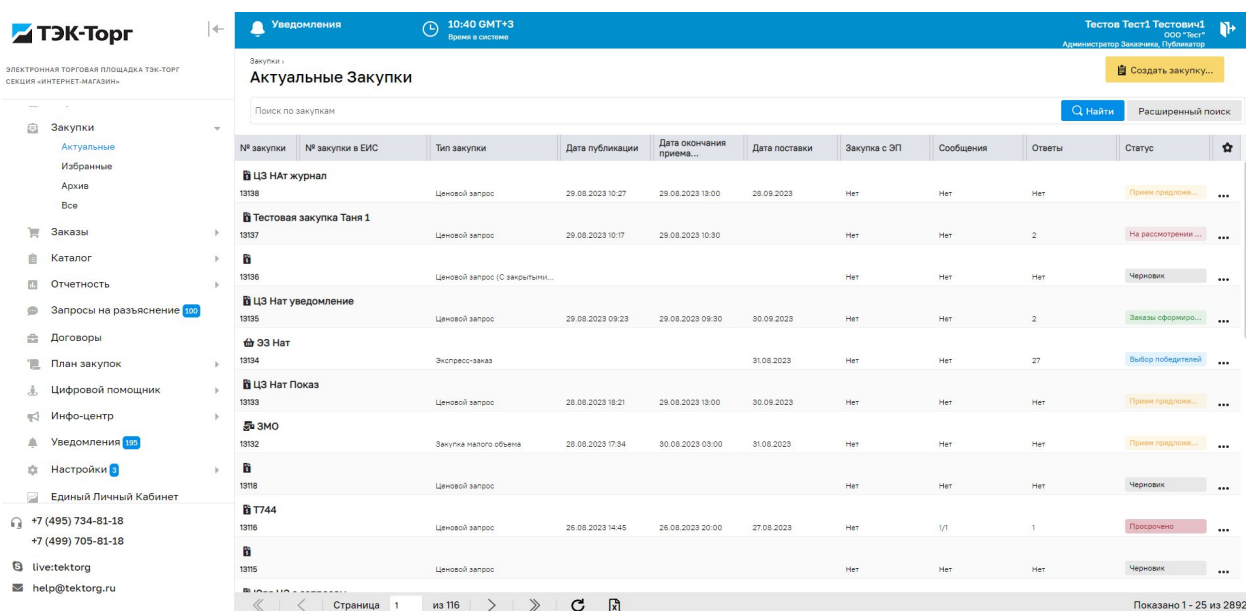 ТЭК-Торг
ЭЛЕКТРОННАЯ ТОРГОВАЯ ПЛОЩАДКА ТЭК-ТОРГ
СЕКЦИЯ «ИНТЕРНЕТ-МАГАЗИН»
Закупки
Актуальные
Избранные
Архив
Все
Заказы
Каталог
Отчетность
Запросы на разъяснение 100
Договоры
План закупок
Цифровой помощник
Инфо-центр
Уведомления 195
Настройки 3
Единый Личный Кабинет
+7 (495) 734-81-18
+7 (499) 705-81-18
live:tektorg
help@tektorg.ru
Уведомления
10:40 GMT+3
Время в системе
Тестов Тест1 Тестович1
ООО "Тест"
Администратор Заказчика, Публикатор
Закупки ›
Актуальные Закупки
Создать закупку...
Поиск по закупкам
Найти
Расширенный поиск
№ закупки № закупки в ЕИС Тип закупки Дата публикации Дата окончания приема... Дата поставки Закупка с ЭП Сообщения Ответы Статус
ЦЗ НАт журнал
13138 Ценовой запрос 29.08.2023 10:27 29.08.2023 13:00 28.09.2023 Нет Нет Нет Прием предложе... ...
Тестовая закупка Таня 1
13137 Ценовой запрос 29.08.2023 10:17 29.08.2023 10:30 Нет Нет 2 На рассмотрении ... ...
13136 Ценовой запрос (С закрытыми... Нет Нет Нет Черновик ...
ЦЗ Нат уведомление
13135 Ценовой запрос 29.08.2023 09:23 29.08.2023 09:30 30.09.2023 Нет Нет 2 Заказы сформиро... ...
ЭЗ Нат
13134 Экспресс-заказ 31.08.2023 Нет Нет 27 Выбор победителей ...
ЦЗ Нат Показ
13133 Ценовой запрос 28.08.2023 18:21 29.08.2023 13:00 30.09.2023 Нет Нет Нет Прием предложе... ...
ЗМО
13132 Закупка малого объема 28.08.2023 17:34 30.08.2023 03:00 31.08.2023 Нет Нет Нет Прием предложе... ...
13118 Ценовой запрос Нет Нет Нет Черновик ...
Т744
13116 Ценовой запрос 26.08.2023 14:45 26.08.2023 20:00 27.08.2023 Нет 1/1 1 Просрочено ...
13115 Ценовой запрос Нет Нет Нет Черновик ...
Страница 1 из 116
Показано 1 - 25 из 2892